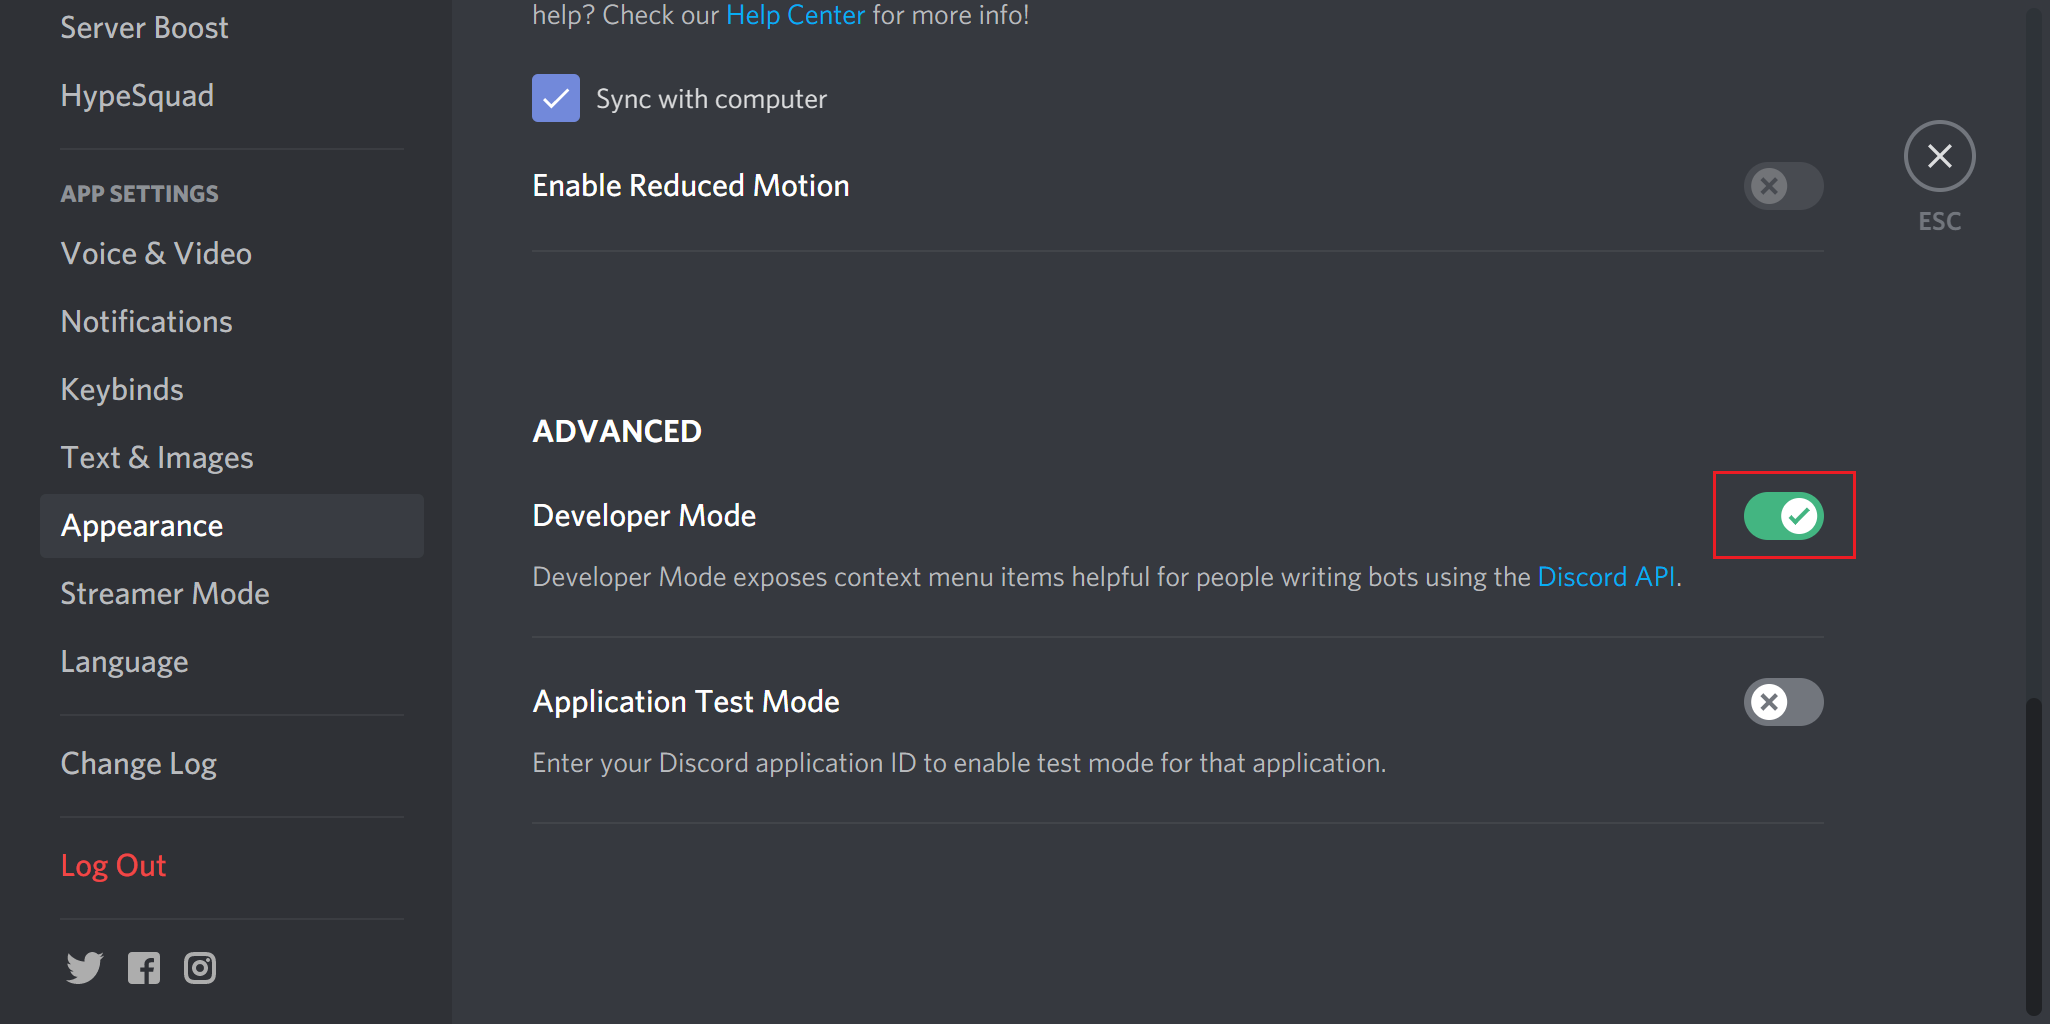 Server Boost
HypeSquad
APP SETTINGS
Voice & Video
Notifications
Keybinds
Text & Images
Appearance
Streamer Mode
Language
Change Log
Log Out
help? Check our Help Center for more info!
Sync with computer
Enable Reduced Motion
ADVANCED
Developer Mode
Developer Mode exposes context menu items helpful for people writing bots using the Discord API.
Application Test Mode
Enter your Discord application ID to enable test mode for that application.
ESC